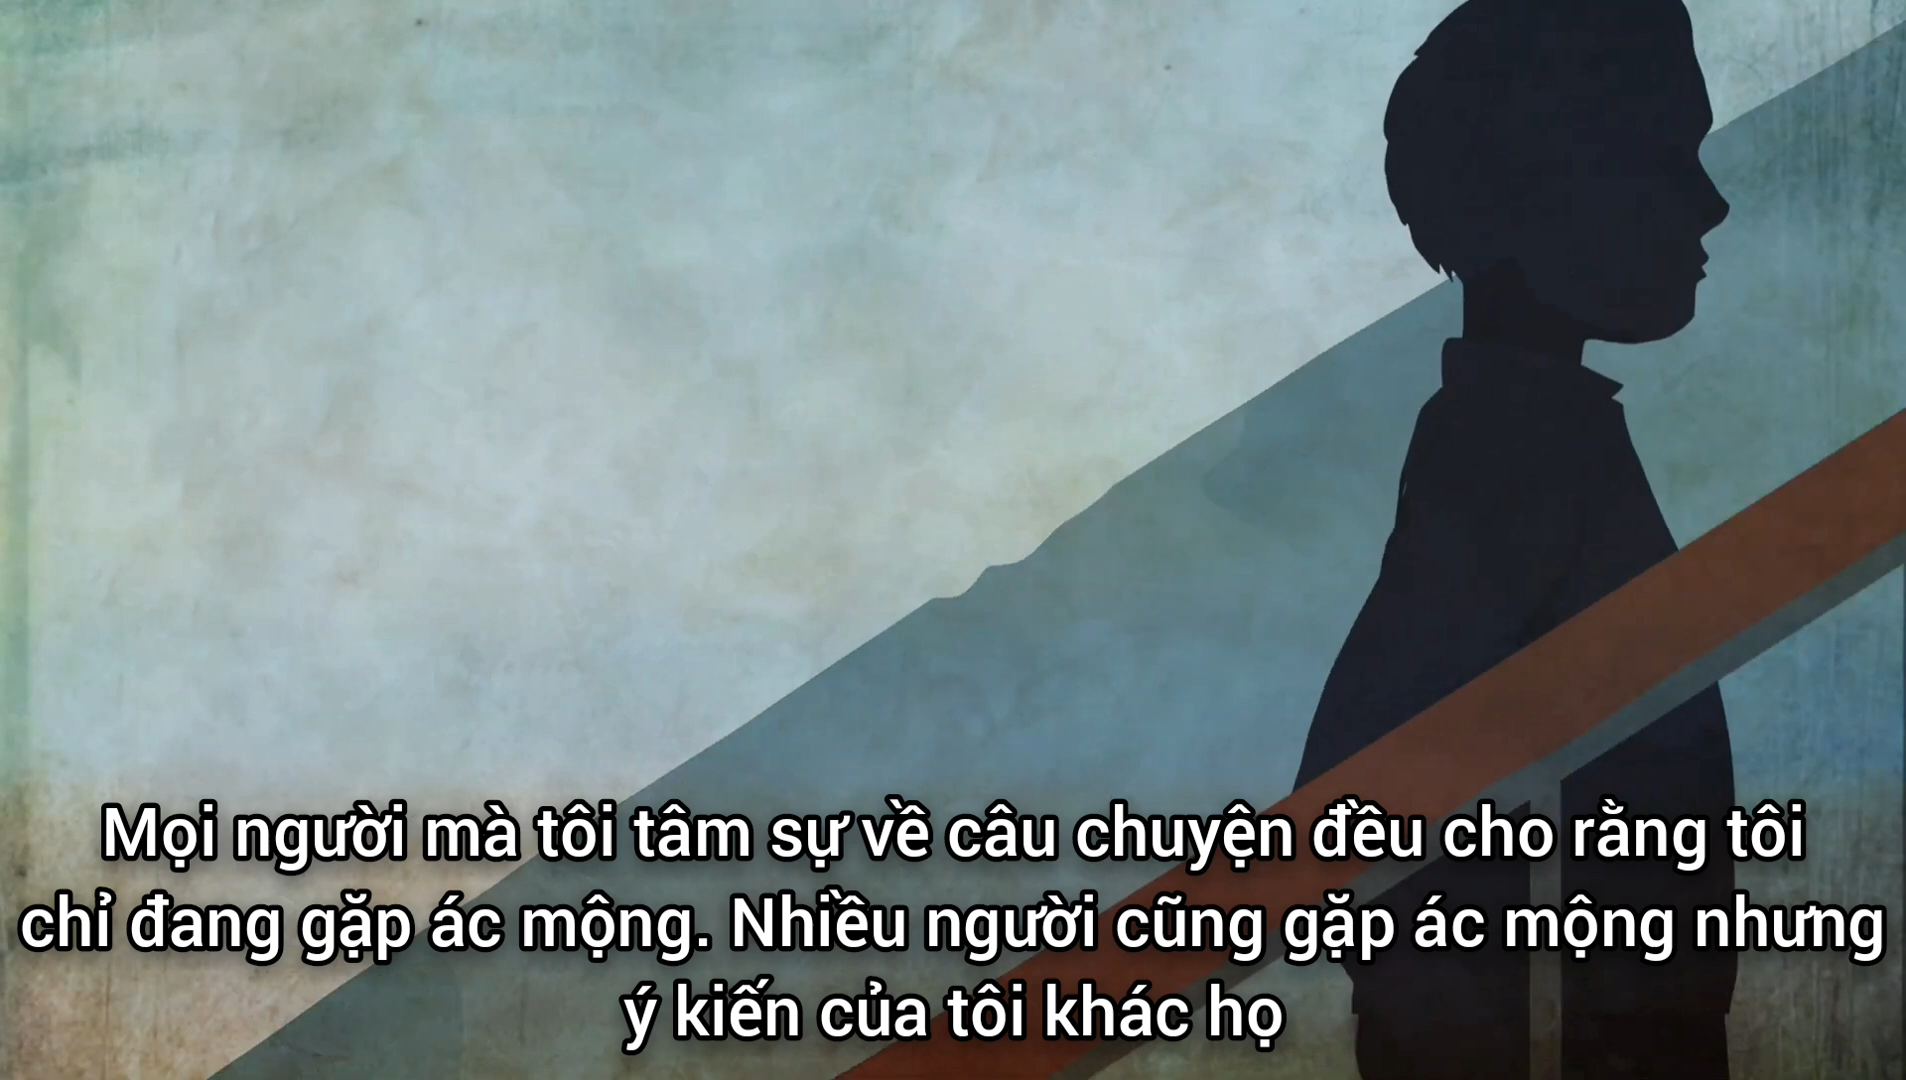 Mọi người mà tôi tâm sự về câu chuyện đều cho rằng tôi
chỉ đang gặp ác mộng. Nhiều người cũng gặp ác mộng nhưng
ý kiến của tôi khác họ